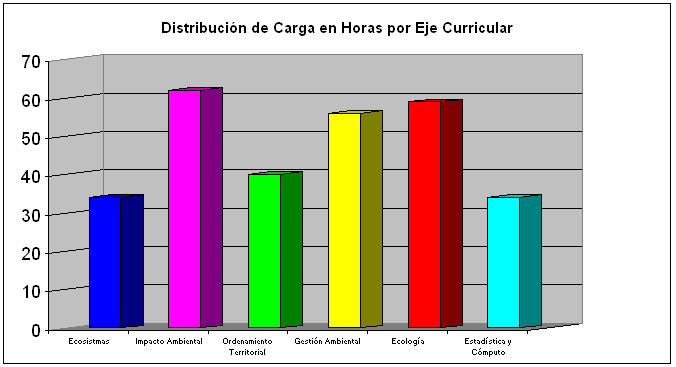 Distribución de Carga en Horas por Eje Curricular
70
60
50
40
30
20
10
0
Ecosistmas Impacto Ambiental Ordenamiento Gestión Ambiental Ecología Estadística y
Territorial Cómputo